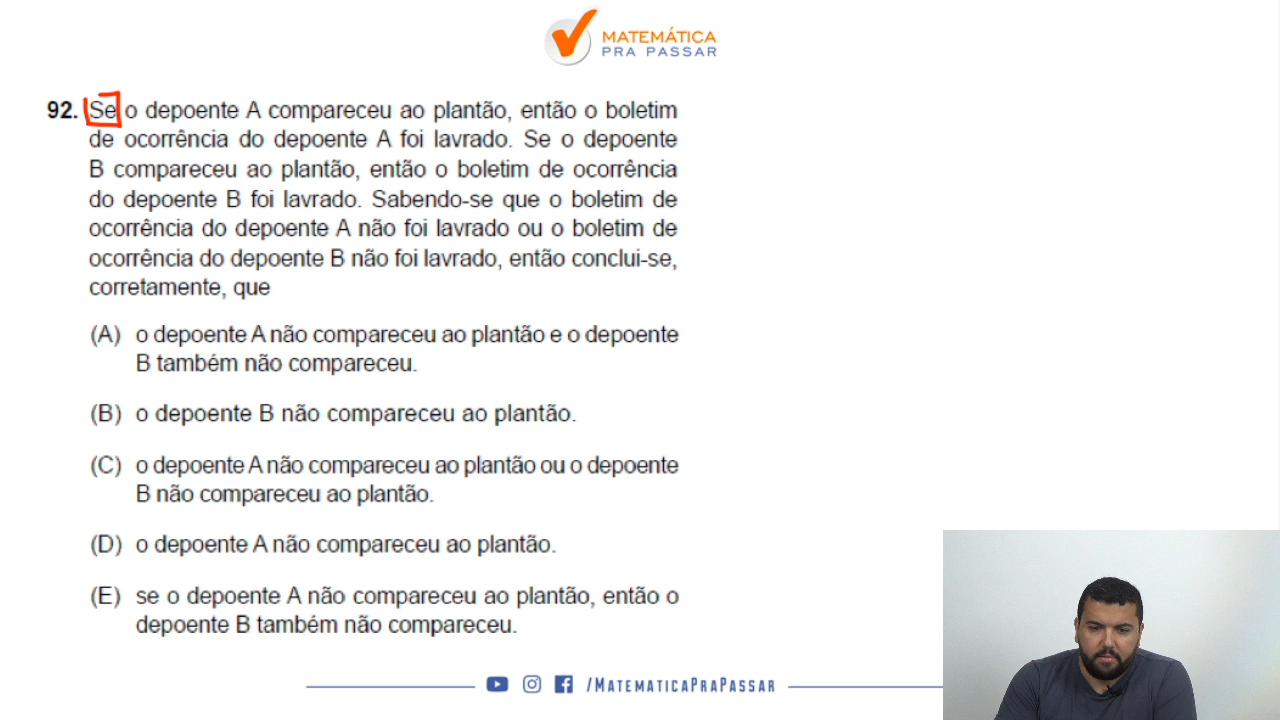 MATEMÁTICA
PRA PASSAR
92. Se o depoente A compareceu ao plantão, então o boletim
de ocorrência do depoente A foi lavrado. Se o depoente
B compareceu ao plantão, então o boletim de ocorrência
do depoente B foi lavrado. Sabendo-se que o boletim de
ocorrência do depoente A não foi lavrado ou o boletim de
ocorrência do depoente B não foi lavrado, então conclui-se,
corretamente, que
(A) o depoente A não compareceu ao plantão e o depoente
B também não compareceu.
(B) o depoente B não compareceu ao plantão.
(C) o depoente A não compareceu ao plantão ou o depoente
B não compareceu ao plantão.
(D) o depoente A não compareceu ao plantão.
(E) se o depoente A não compareceu ao plantão, então o
depoente B também não compareceu.
/MATEMATICAPRAPASSAR